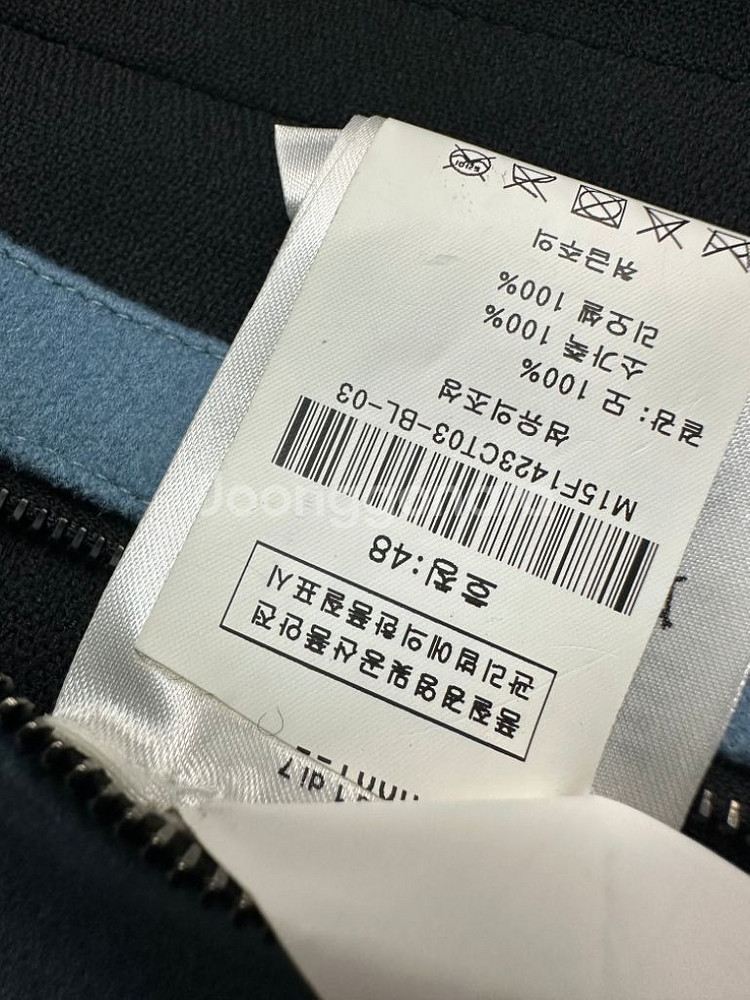 품질경영및공산품안전
관리법에의한품질표시
호칭:48
M15F1423CT03-BL-03
섬유의조성
겉감: 모 100%
소가죽 100%
리오셀 100%
취급주의